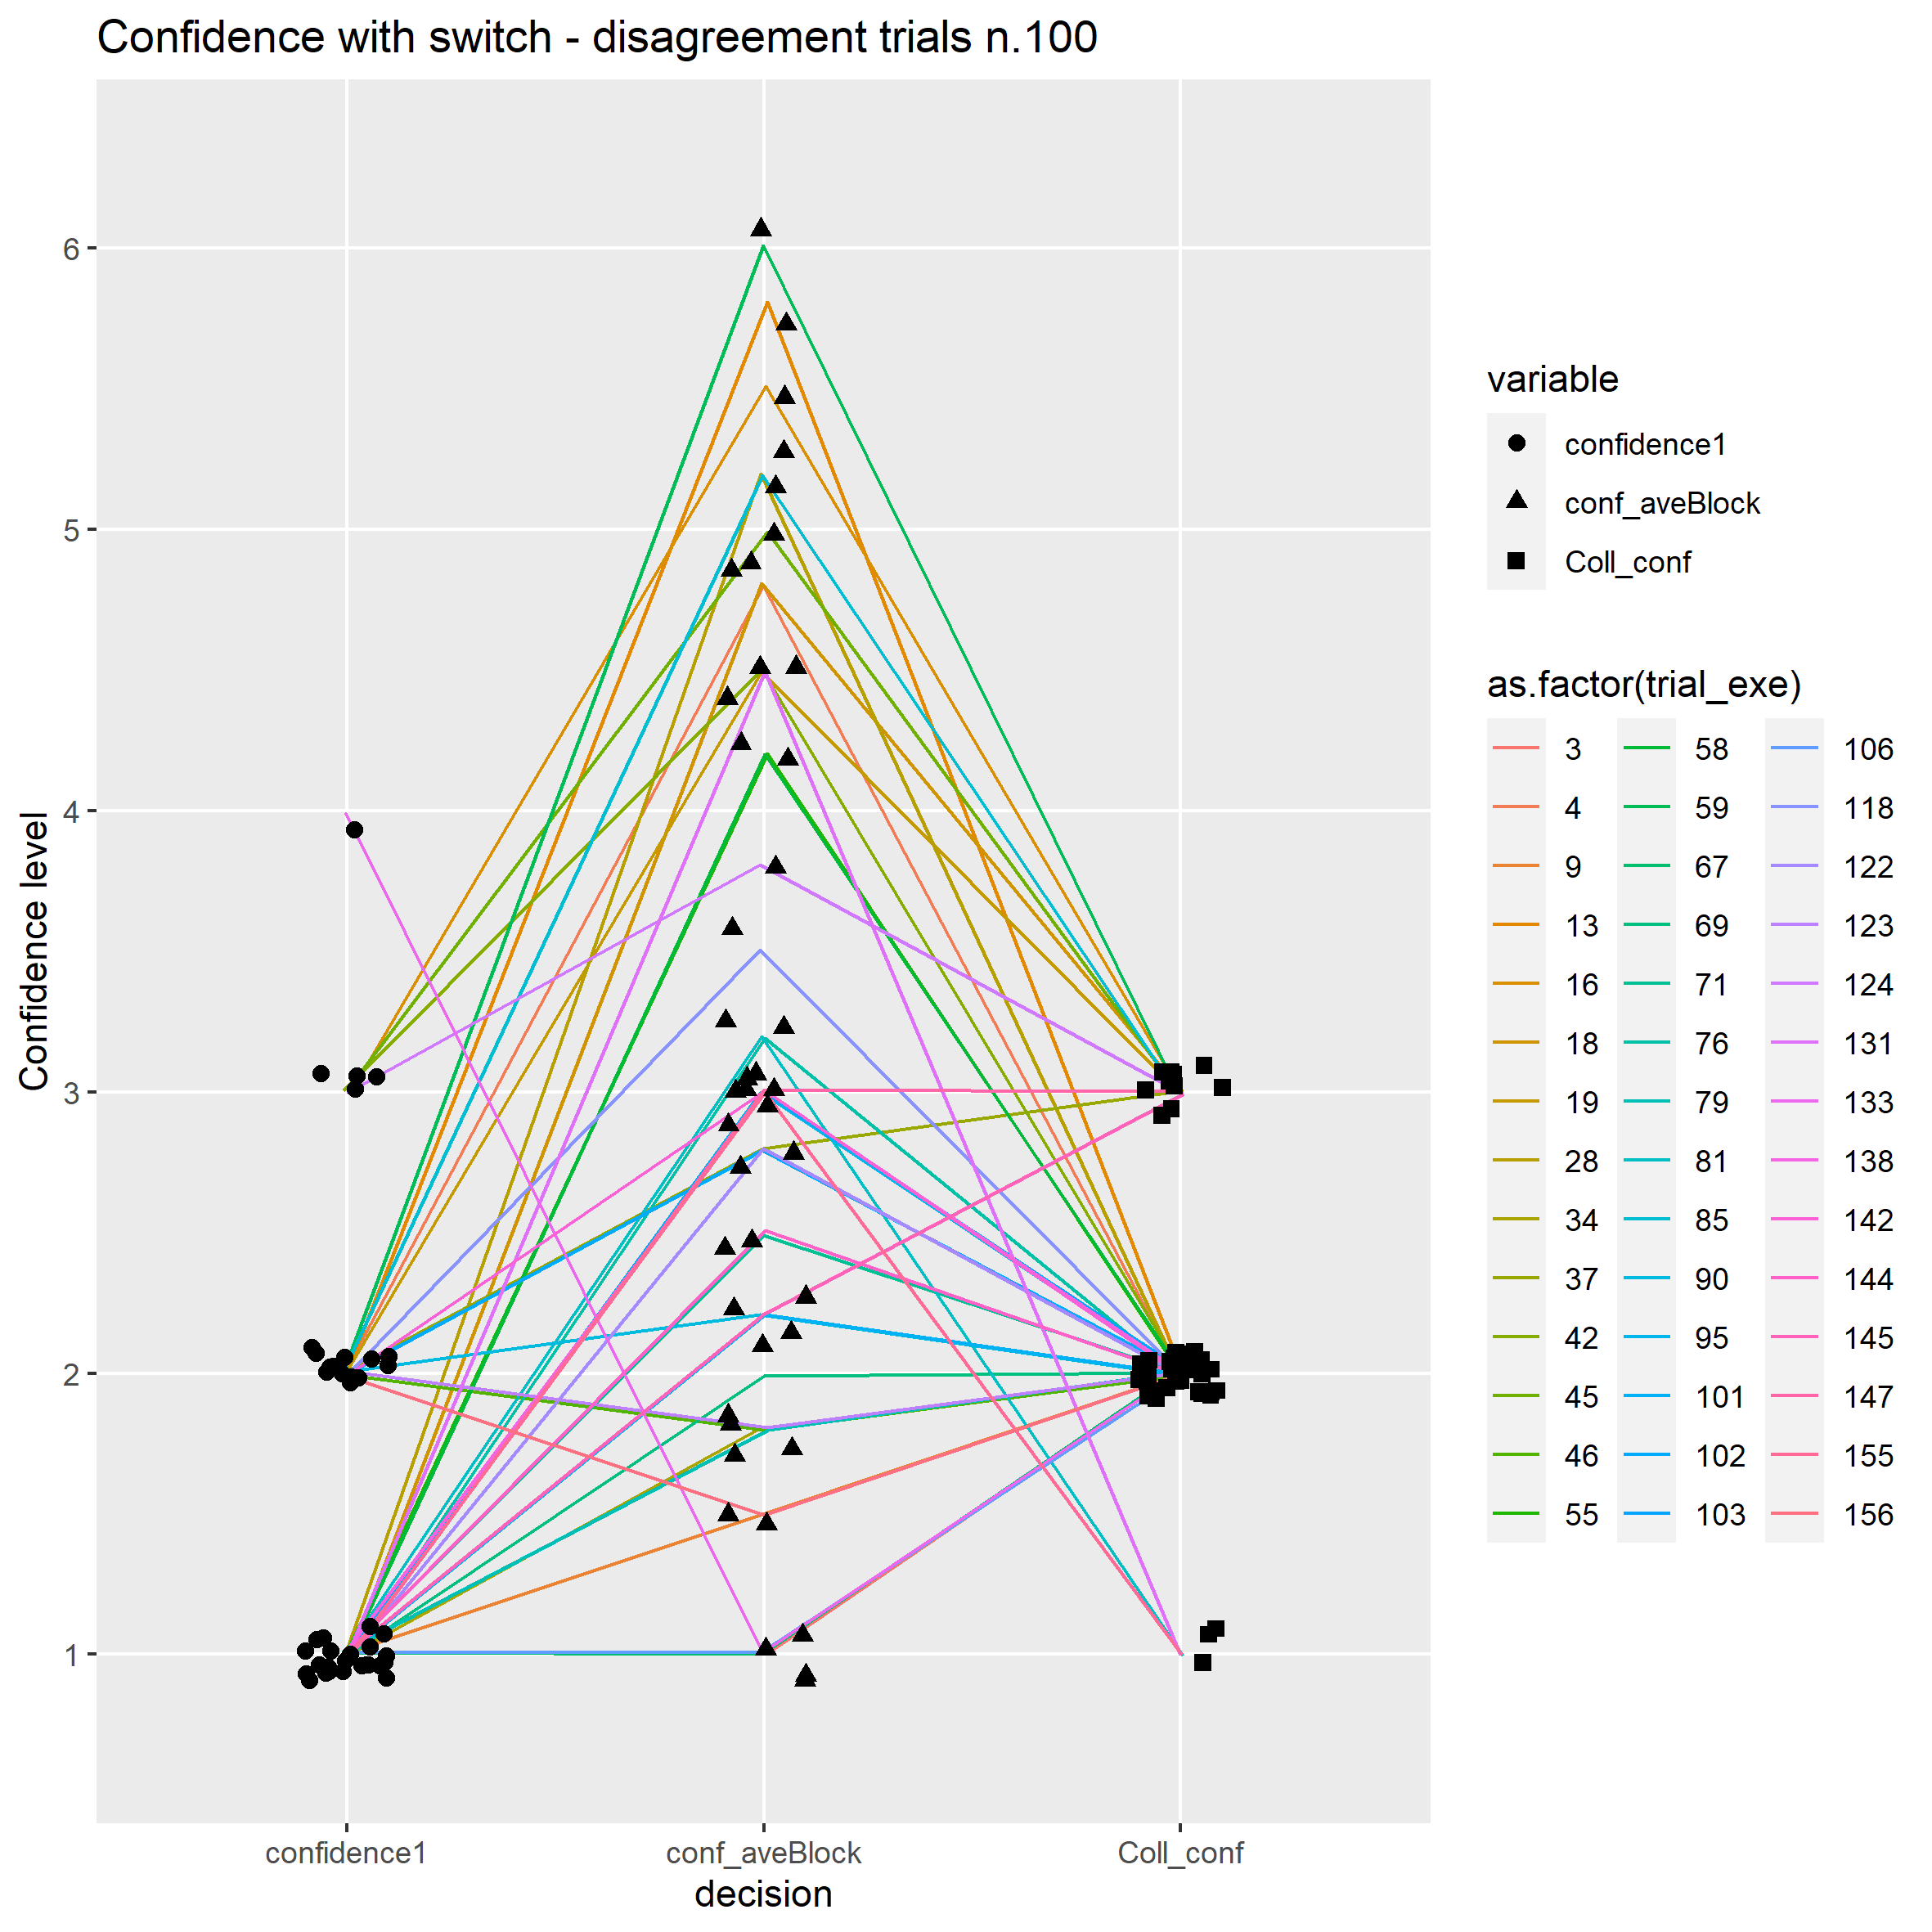 Confidence with switch - disagreement trials n.100
Confidence level
6
5
4
3
2
1
confidence1 conf_aveBlock Coll_conf
decision
variable
confidence1
conf_aveBlock
Coll_conf
as.factor(trial_exe)
3 58 106
4 59 118
9 67 122
13 69 123
16 71 124
18 76 131
19 79 133
28 81 138
34 85 142
37 90 144
42 95 145
45 101 147
46 102 155
55 103 156